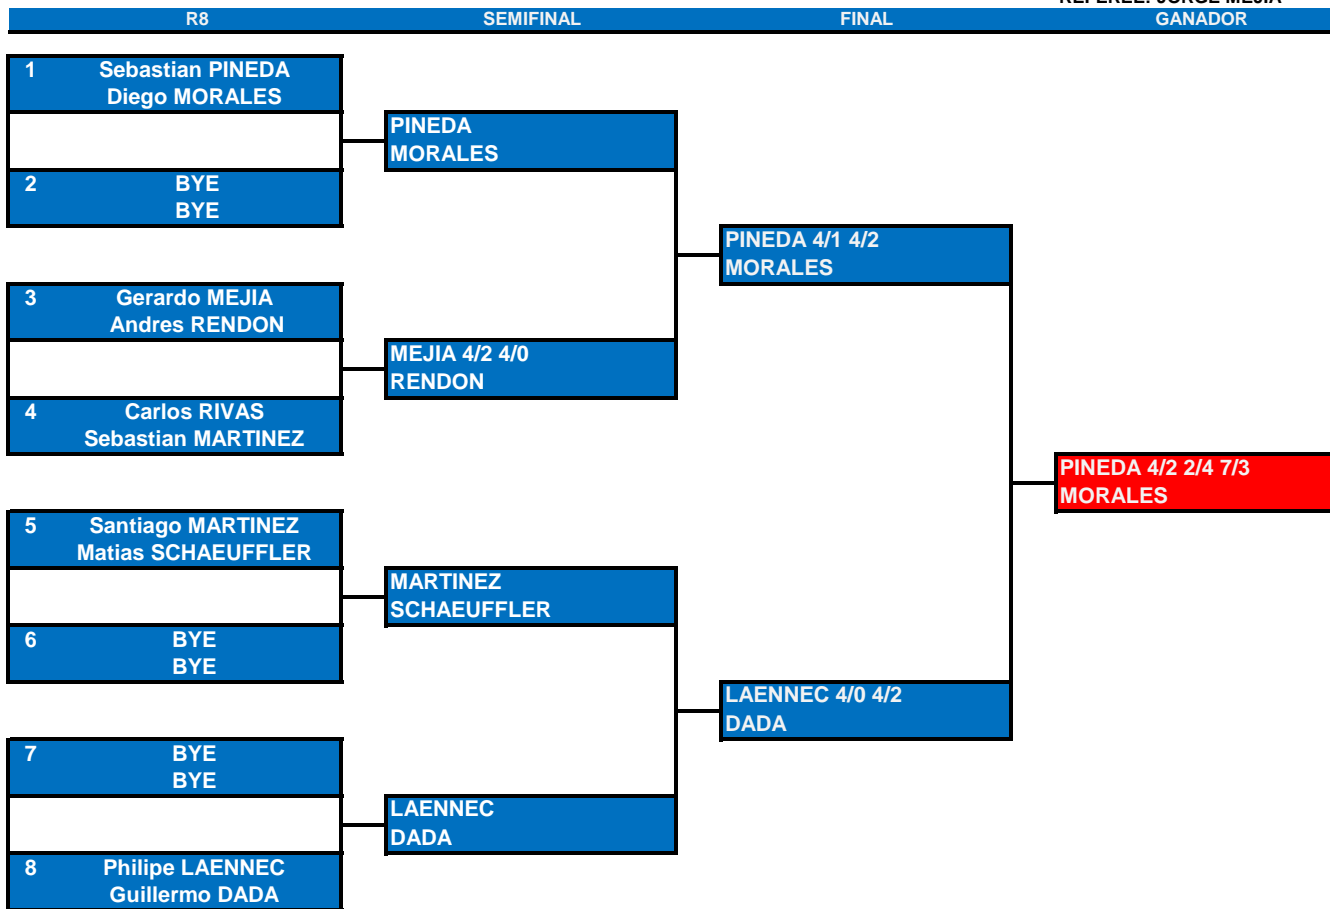 REFEREE: JORGE MEJIA
R8 SEMIFINAL FINAL GANADOR
1 Sebastian PINEDA
Diego MORALES
2 BYE
BYE
3 Gerardo MEJIA
Andres RENDON
4 Carlos RIVAS
Sebastian MARTINEZ
5 Santiago MARTINEZ
Matias SCHAEUFFLER
6 BYE
BYE
7 BYE
BYE
8 Philipe LAENNEC
Guillermo DADA
PINEDA
MORALES
MEJIA 4/2 4/0
RENDON
MARTINEZ
SCHAEUFFLER
LAENNEC
DADA
PINEDA 4/1 4/2
MORALES
LAENNEC 4/0 4/2
DADA
PINEDA 4/2 2/4 7/3
MORALES